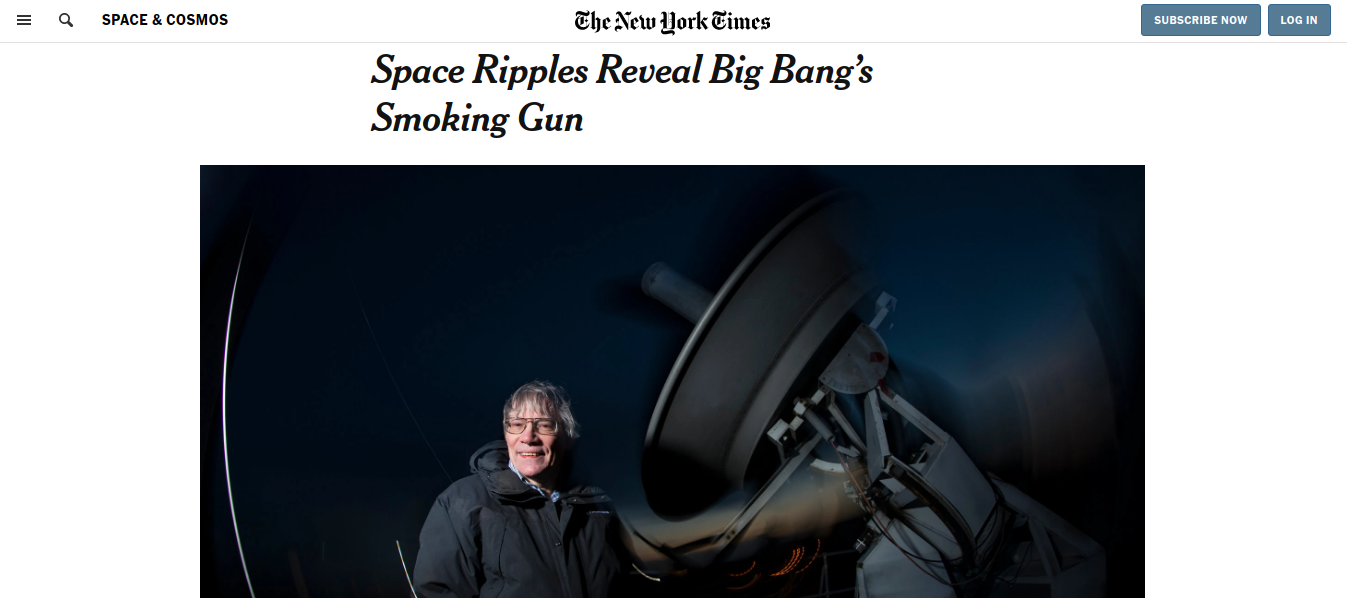 SPACE & COSMOS
The New York Times
SUBSCRIBE NOW
LOG IN
Space Ripples Reveal Big Bang’s
Smoking Gun